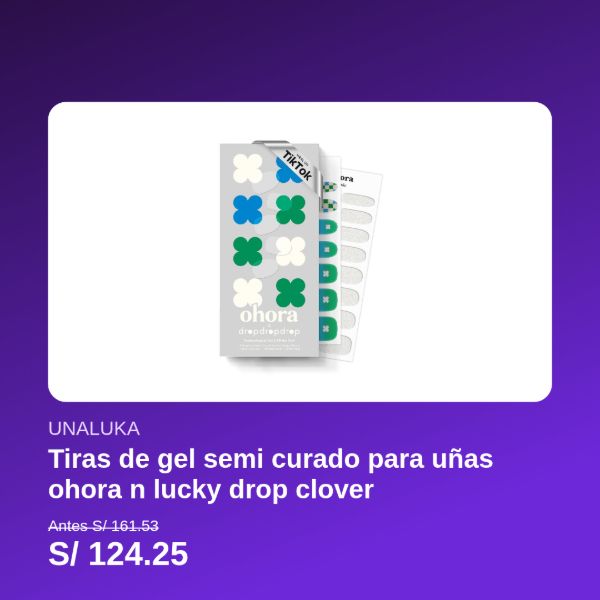 TikTok
ora
ohora
dropdropdrop
UNALUKA
Tiras de gel semi curado para uñas
ohora n lucky drop clover
Antes S/ 161.53
S/ 124.25